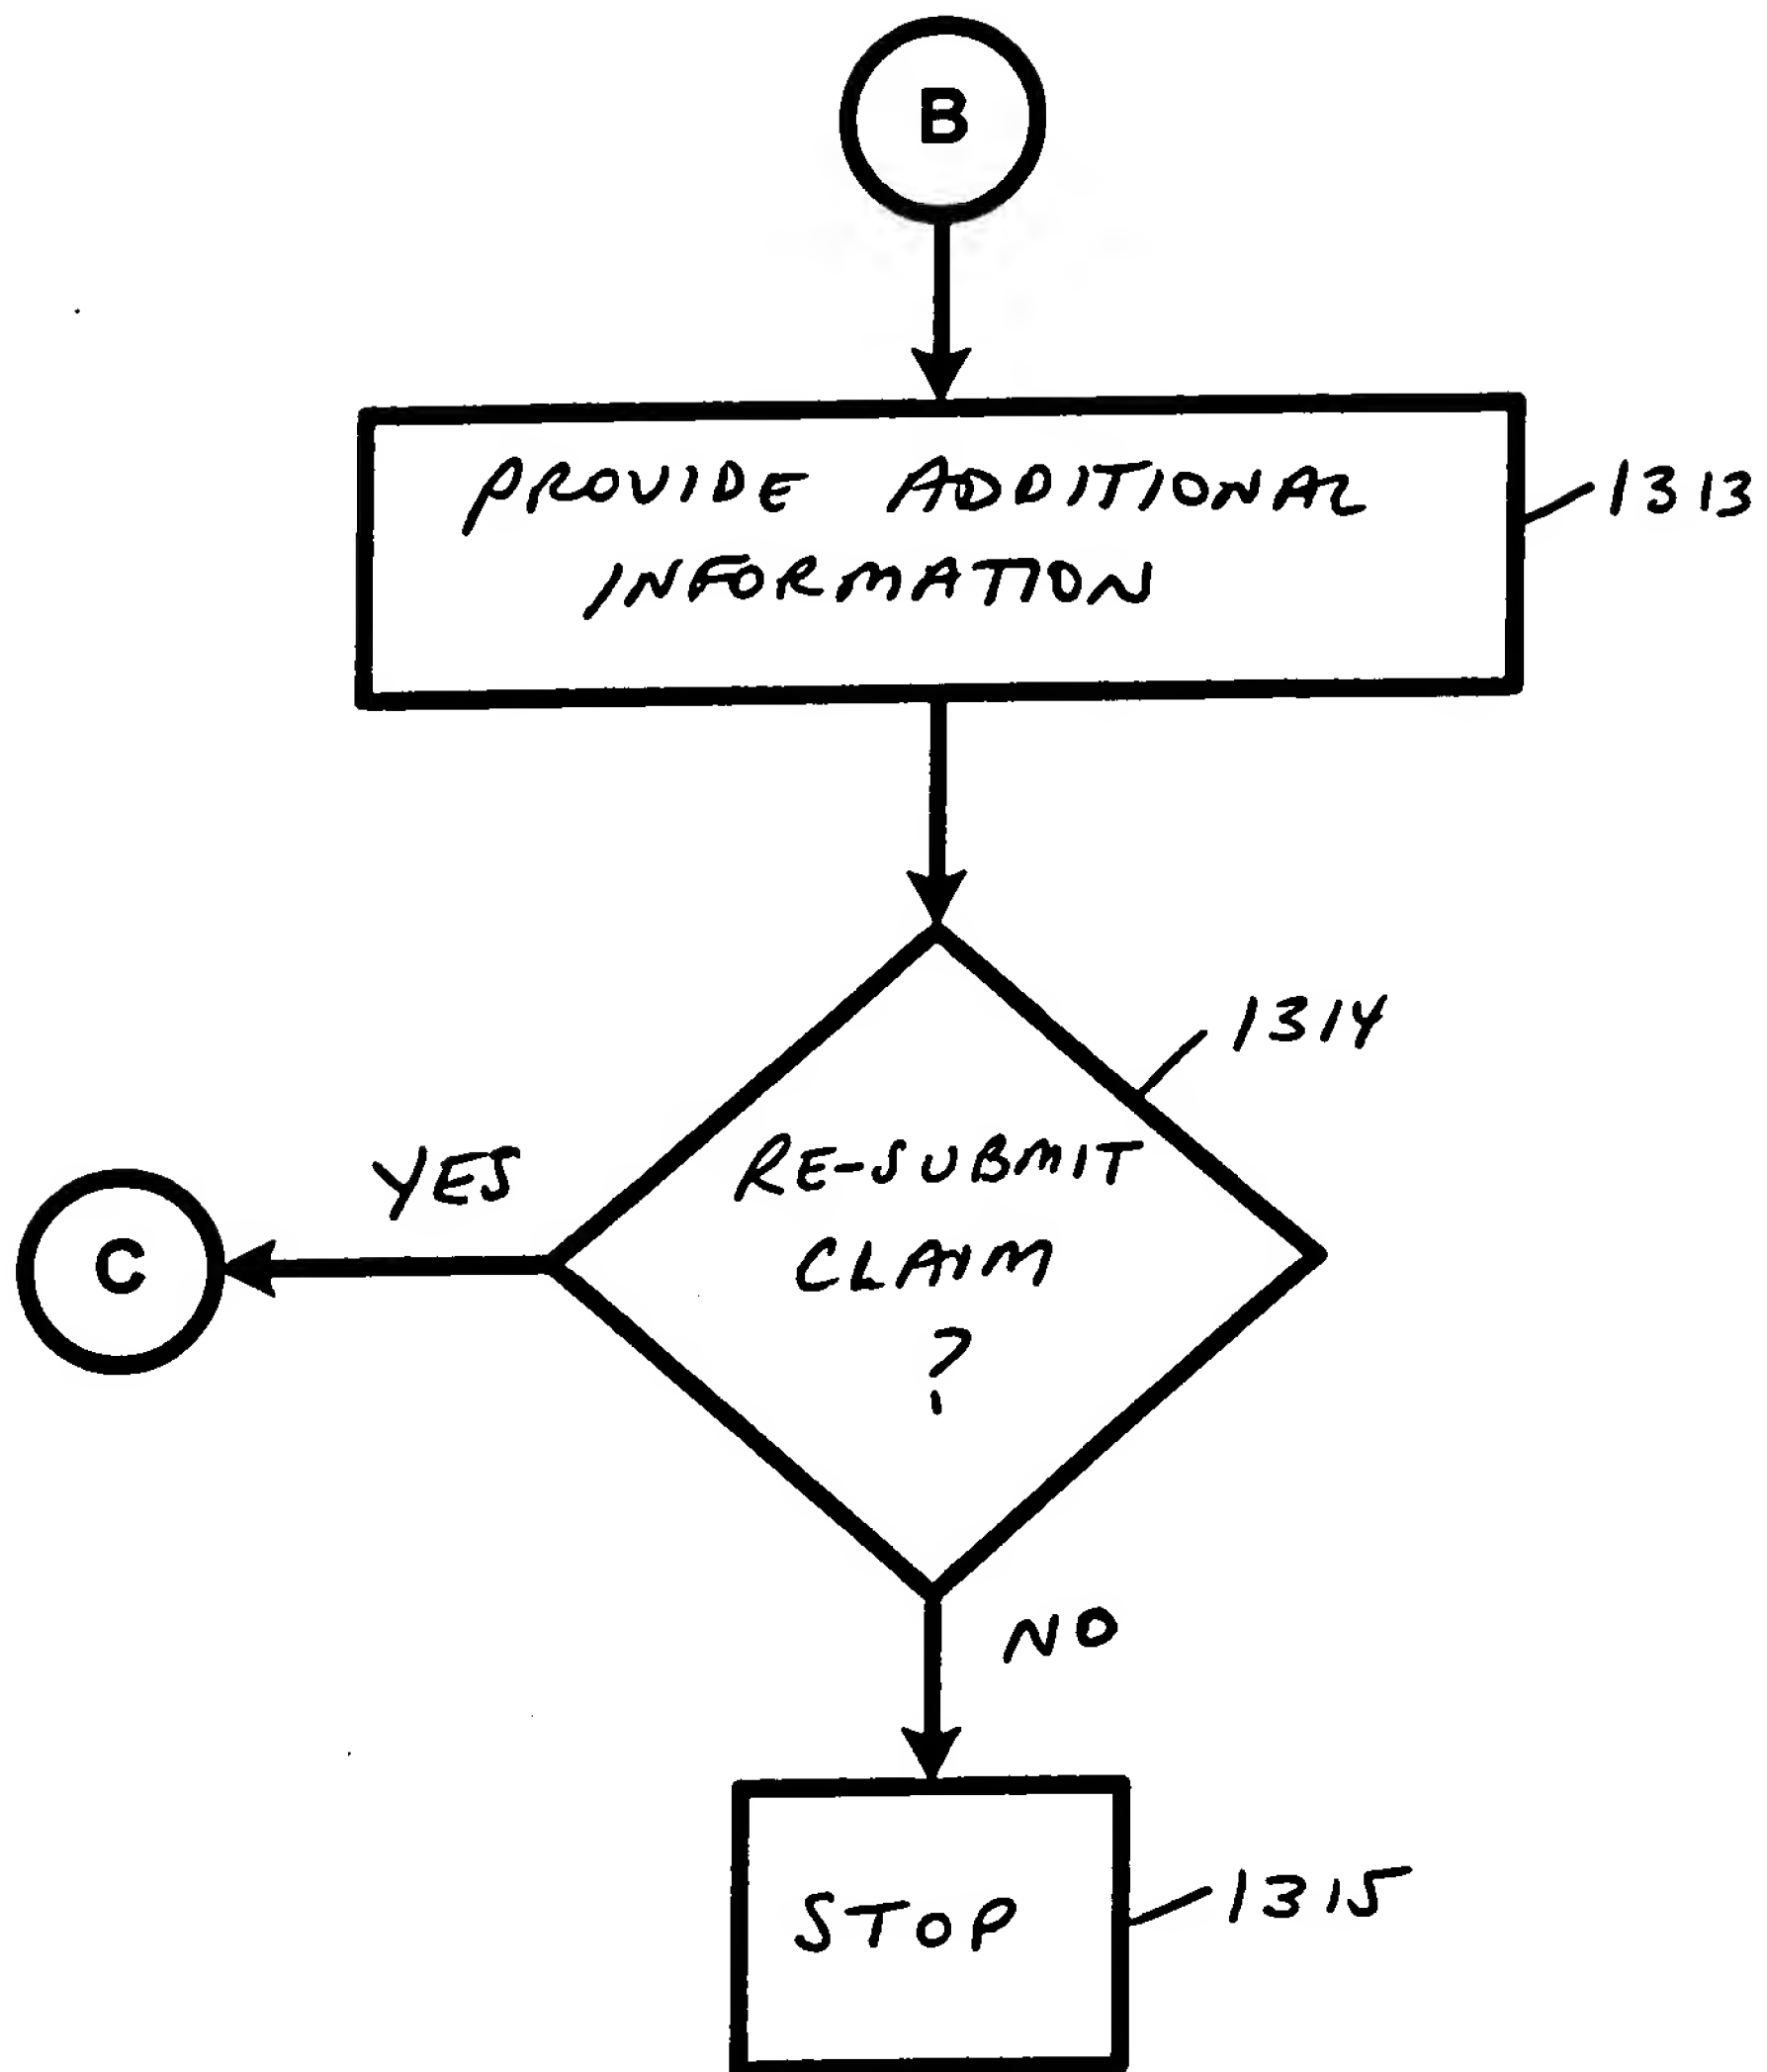 B
PROVIDE ADDITIONAL
INFORMATION
1313
1314
RE-SUBMIT
CLAIM
?
YES
C
NO
STOP
1315